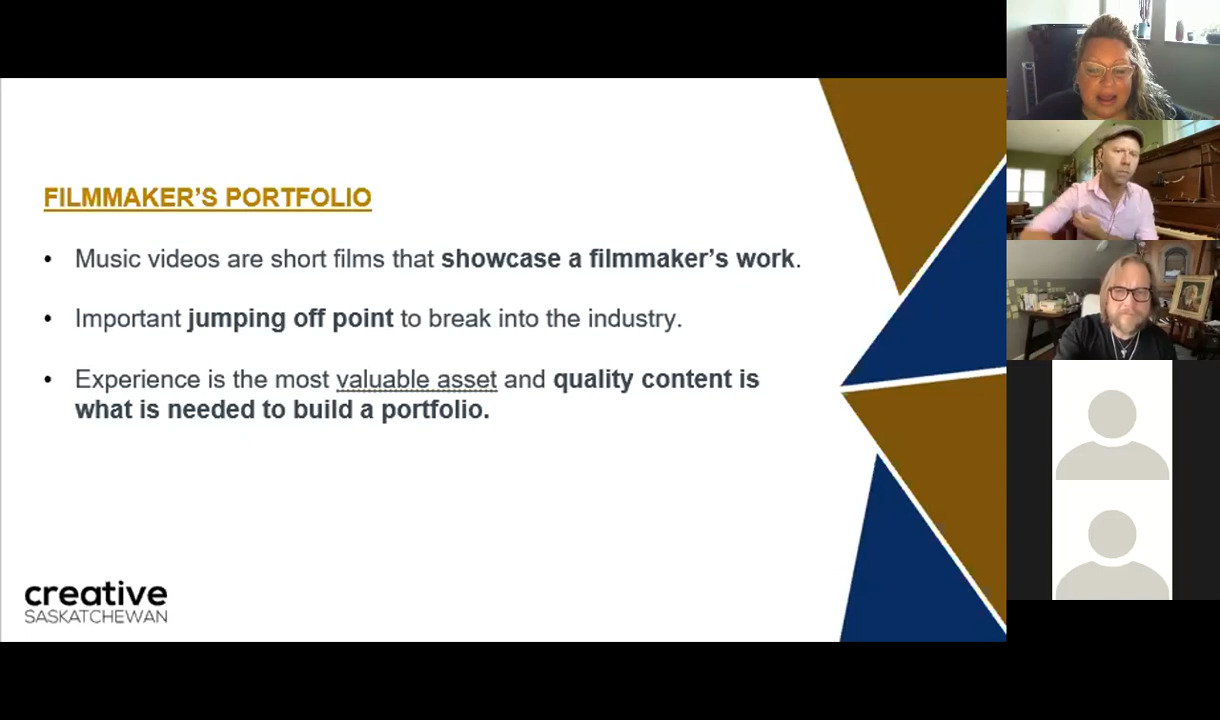 FILMMAKER'S PORTFOLIO
• Music videos are short films that showcase a filmmaker's work.
• Important jumping off point to break into the industry.
• Experience is the most valuable asset and quality content is
what is needed to build a portfolio.
creative
SASKATCHEWAN